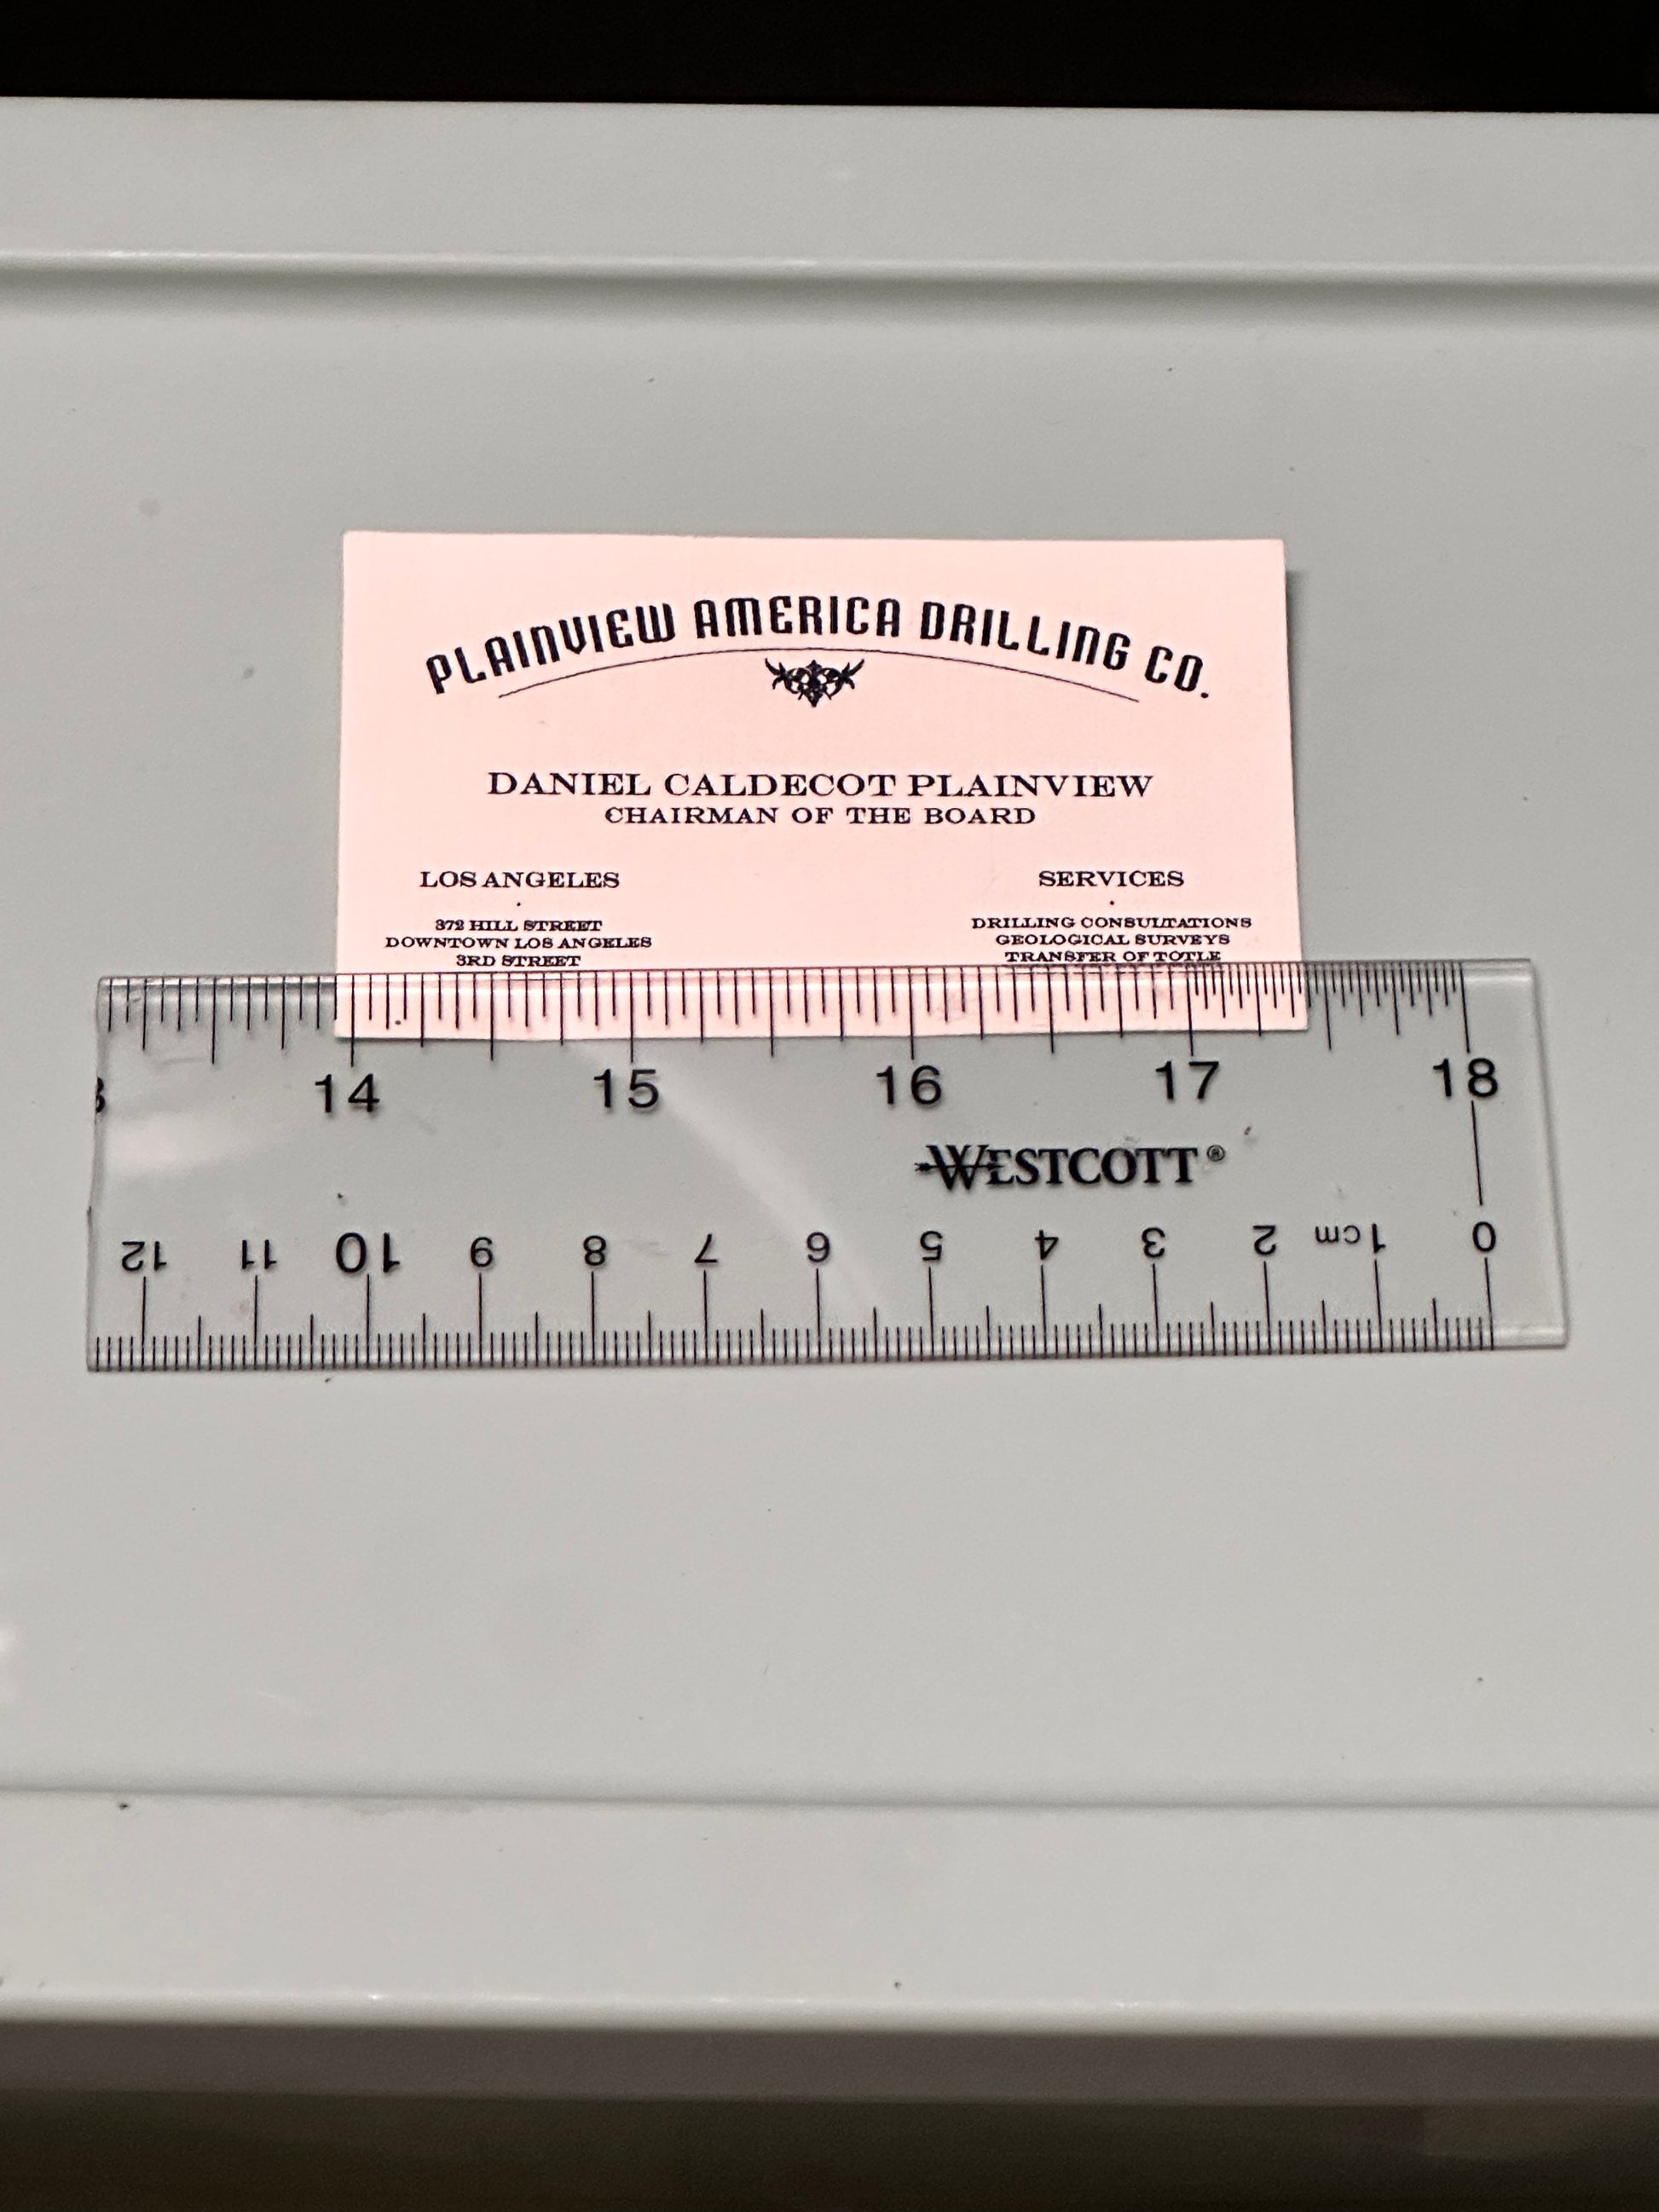 PLAINVIEW AMERICA DRILLING CO.
DANIEL CALDECOT PLAINVIEW
CHAIRMAN OF THE BOARD
LOS ANGELES
372 HILL STREET
DOWNTOWN LOS ANGELES
3RD STREET
SERVICES
DRILLING CONSULTATIONS
GEOLOGICAL SURVEYS
TRANSFER OF TOTLE
14 15 16 17 18
WESTCOTT®
12 11 10 9 8 7 6 5 4 3 2 1cm 0